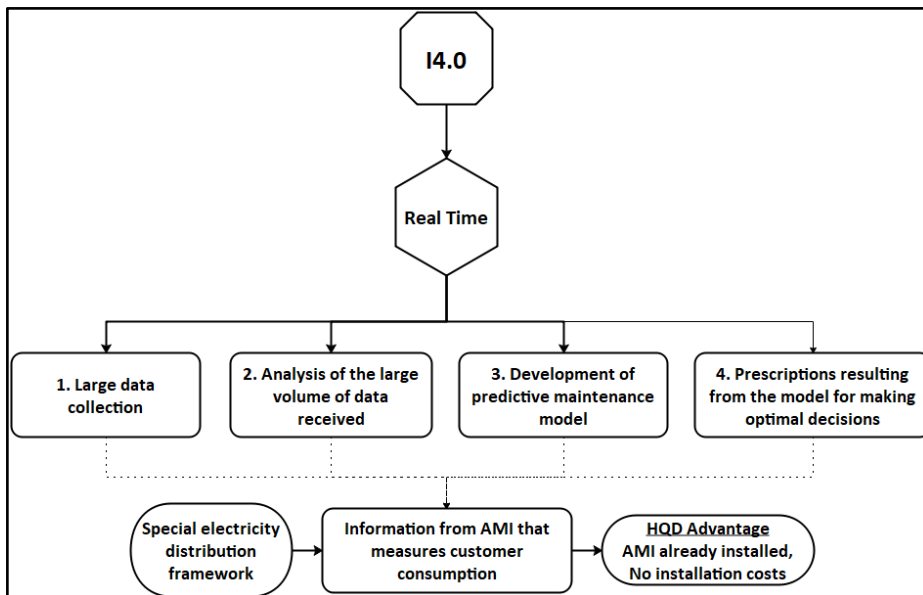 I4.0
Real Time
1. Large data
collection
2. Analysis of the large
volume of data
received
3. Development of
predictive maintenance
model
4. Prescriptions resulting
from the model for making
optimal decisions
Special electricity
distribution
framework
Information from AMI that
measures customer
consumption
HQD Advantage
AMI already installed,
No installation costs